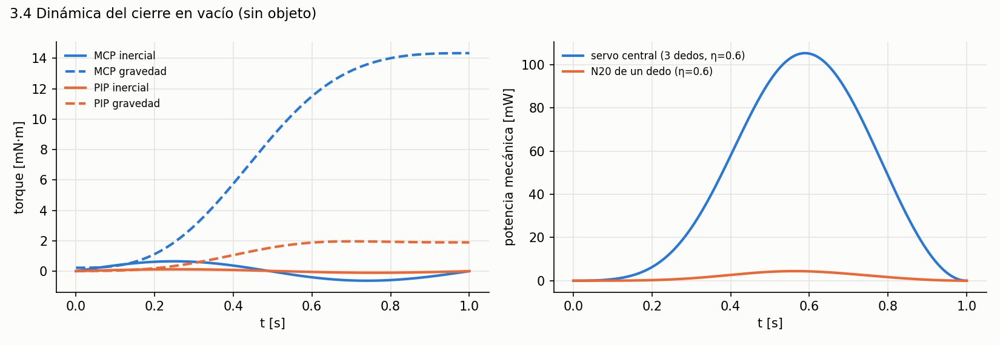 3.4 Dinámica del cierre en vacío (sin objeto)
MCP inercial
MCP gravedad
PIP inercial
PIP gravedad
14
12
10
8
6
4
2
0
torque [mN·m]
0.0 0.2 0.4 0.6 0.8 1.0
t [s]
servo central (3 dedos, η=0.6)
N20 de un dedo (η=0.6)
100
80
60
40
20
0
potencia mecánica [mW]
0.0 0.2 0.4 0.6 0.8 1.0
t [s]